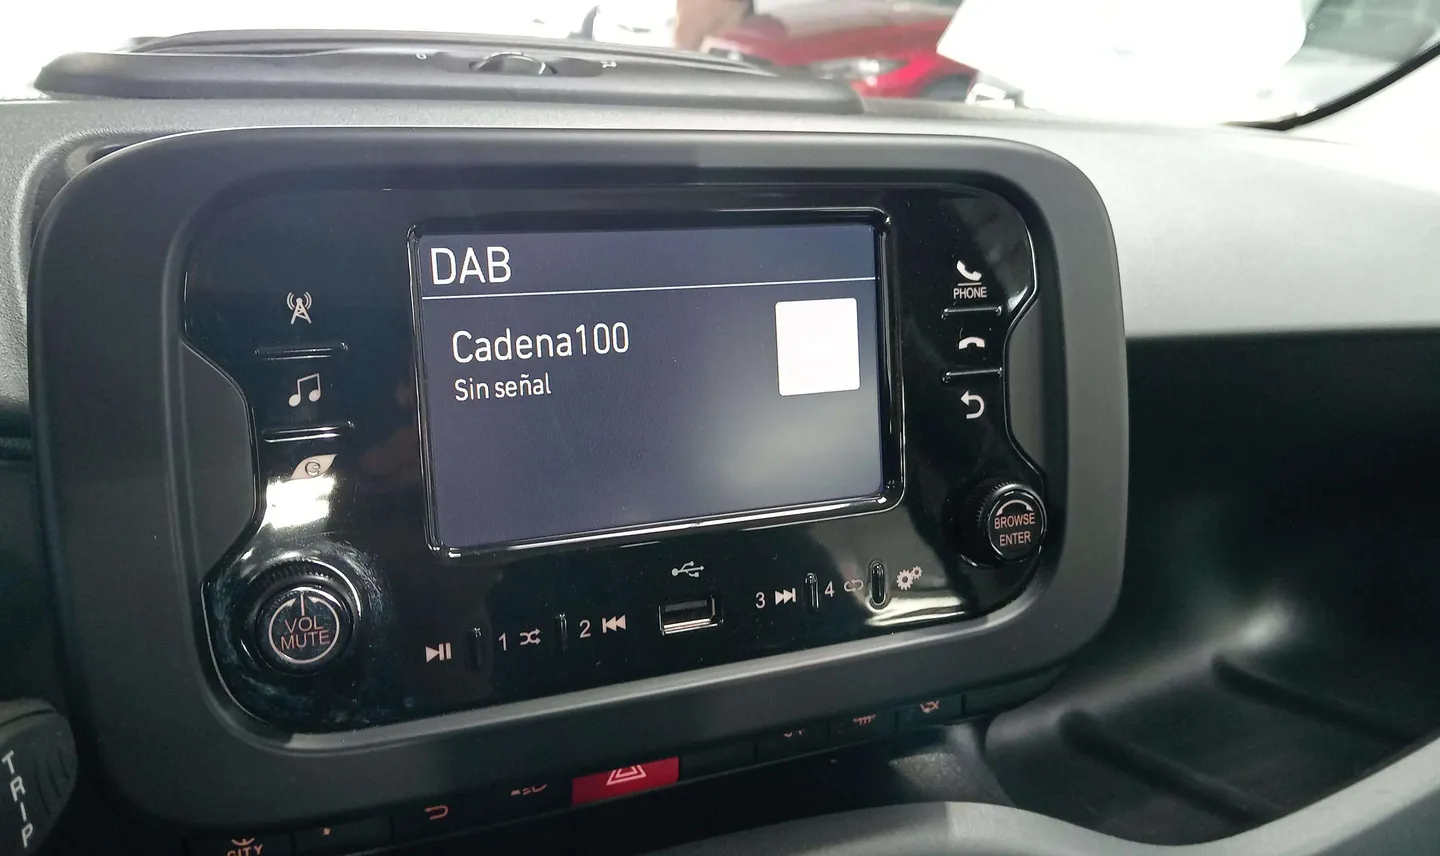 DAB
Cadena100
Sin señal
PHONE
BROWSE
ENTER
VOL
MUTE
1
2
3
4
TRIP
CITY